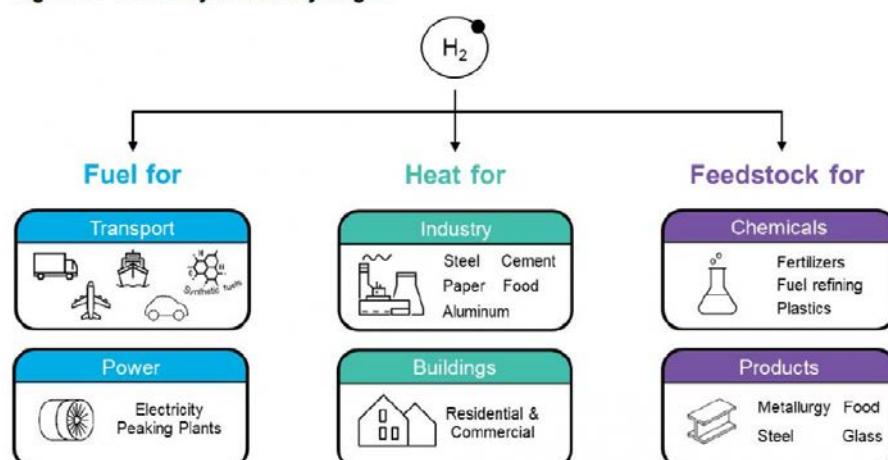 H2
Fuel for
Heat for
Feedstock for
Transport
Synthetic fuels
Industry
Steel Cement
Paper Food
Aluminum
Chemicals
Fertilizers
Fuel refining
Plastics
Power
Electricity
Peaking Plants
Buildings
Residential &
Commercial
Products
Metallurgy Food
Steel Glass